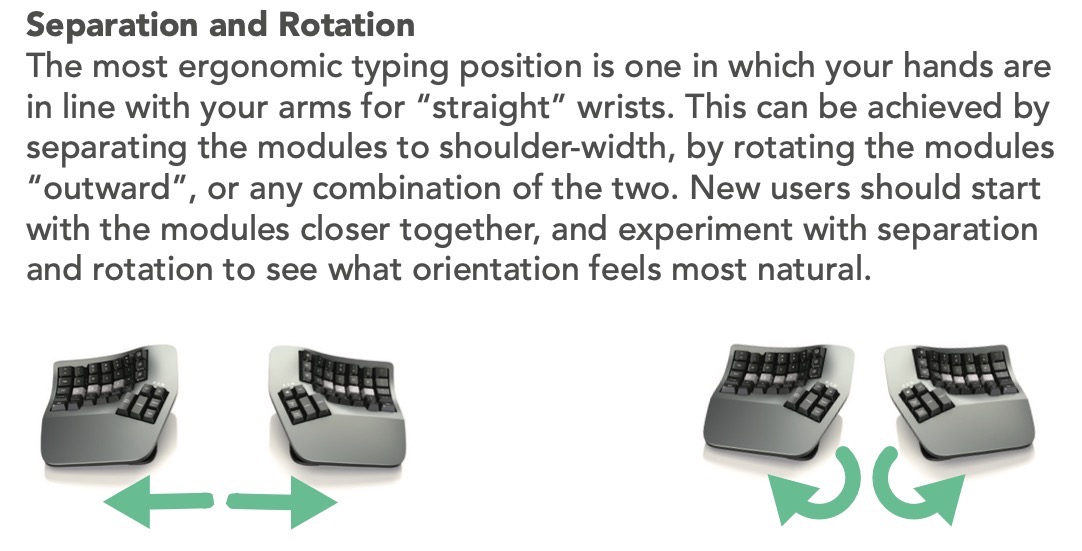 Separation and Rotation
The most ergonomic typing position is one in which your hands are
in line with your arms for “straight” wrists. This can be achieved by
separating the modules to shoulder-width, by rotating the modules
“outward”, or any combination of the two. New users should start
with the modules closer together, and experiment with separation
and rotation to see what orientation feels most natural.